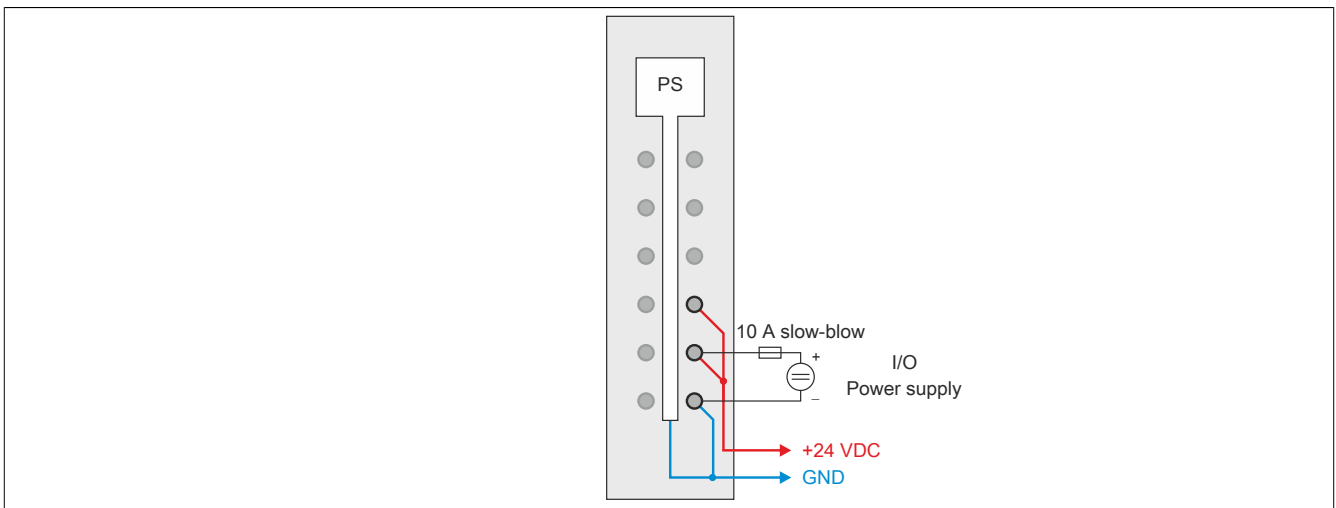 PS
10 A slow-blow
+
I/O
Power supply
–
+24 VDC
GND